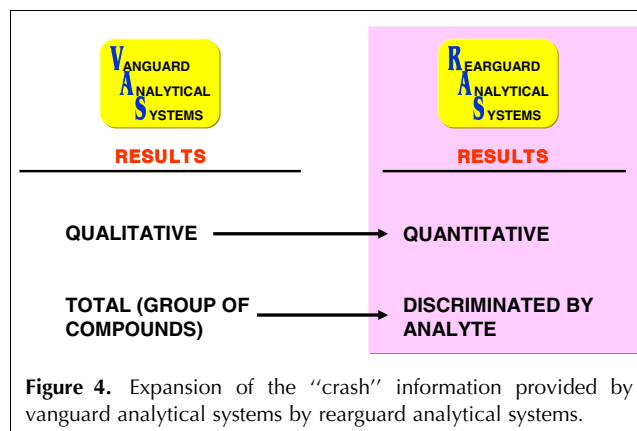 VANGUARD
ANALYTICAL
SYSTEMS
RESULTS
QUALITATIVE
TOTAL (GROUP OF
COMPOUNDS)
REARGUARD
ANALYTICAL
SYSTEMS
RESULTS
QUANTITATIVE
DISCRIMINATED BY
ANALYTE
Figure 4. Expansion of the ‘‘crash’’ information provided by
vanguard analytical systems by rearguard analytical systems.